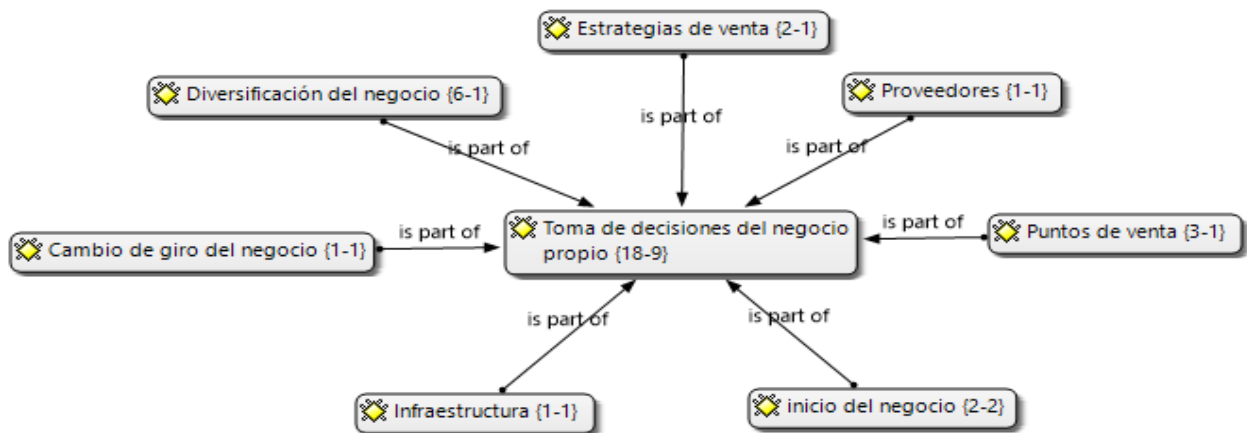 Estrategias de venta {2-1}
Diversificación del negocio {6-1}
Proveedores {1-1}
is part of
is part of
is part of
Toma de decisiones del negocio
propio {18-9}
is part of
is part of
Cambio de giro del negocio {1-1}
Puntos de venta {3-1}
is part of
is part of
Infraestructura {1-1}
inicio del negocio {2-2}